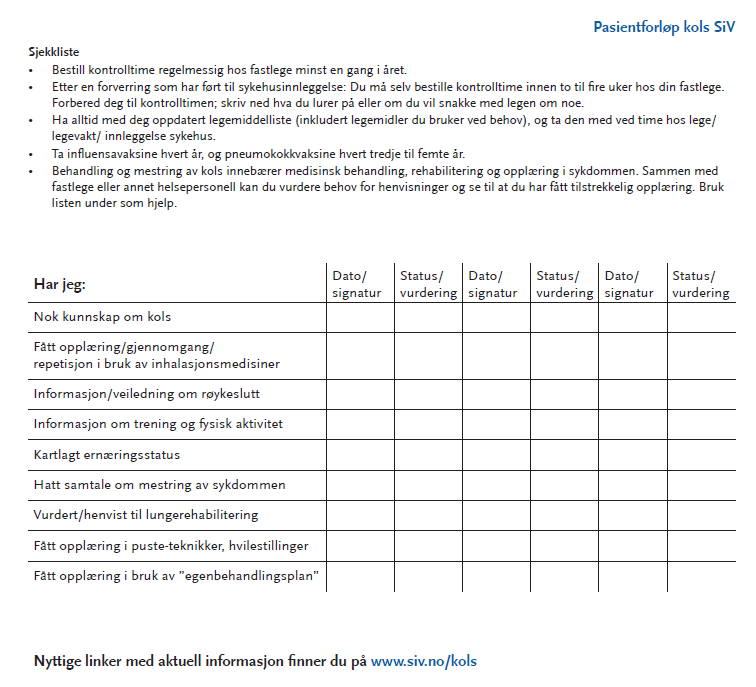 Pasientforløp kols SiV
Sjekkliste
• Bestill kontrolltime regelmessig hos fastlege minst en gang i året.
• Etter en forverring som har ført til sykehusinnleggelse: Du må selv bestille kontrolltime innen to til fire uker hos din fastlege.
Forbered deg til kontrolltimen; skriv ned hva du lurer på eller om du vil snakke med legen om noe.
• Ha alltid med deg oppdatert legemiddelliste (inkludert legemidler du bruker ved behov), og ta den med ved time hos lege/
legevakt/ innleggelse sykehus.
• Ta influensavaksine hvert år, og pneumokokkvaksine hvert tredje til femte år.
• Behandling og mestring av kols innebærer medisinsk behandling, rehabilitering og opplæring i sykdommen. Sammen med
fastlege eller annet helsepersonell kan du vurdere behov for henvisninger og se til at du har fått tilstrekkelig opplæring. Bruk
listen under som hjelp.
Har jeg: Dato/ Status/ Dato/ Status/ Dato/ Status/
signatur vurdering signatur vurdering signatur vurdering
Nok kunnskap om kols
Fått opplæring/gjennomgang/
repetisjon i bruk av inhalasjonsmedisiner
Informasjon/veiledning om røykeslutt
Informasjon om trening og fysisk aktivitet
Kartlagt ernæringsstatus
Hatt samtale om mestring av sykdommen
Vurdert/henvist til lungerehabilitering
Fått opplæring i puste-teknikker, hvilestillinger
Fått opplæring i bruk av ”egenbehandlingsplan”
Nyttige linker med aktuell informasjon finner du på www.siv.no/kols